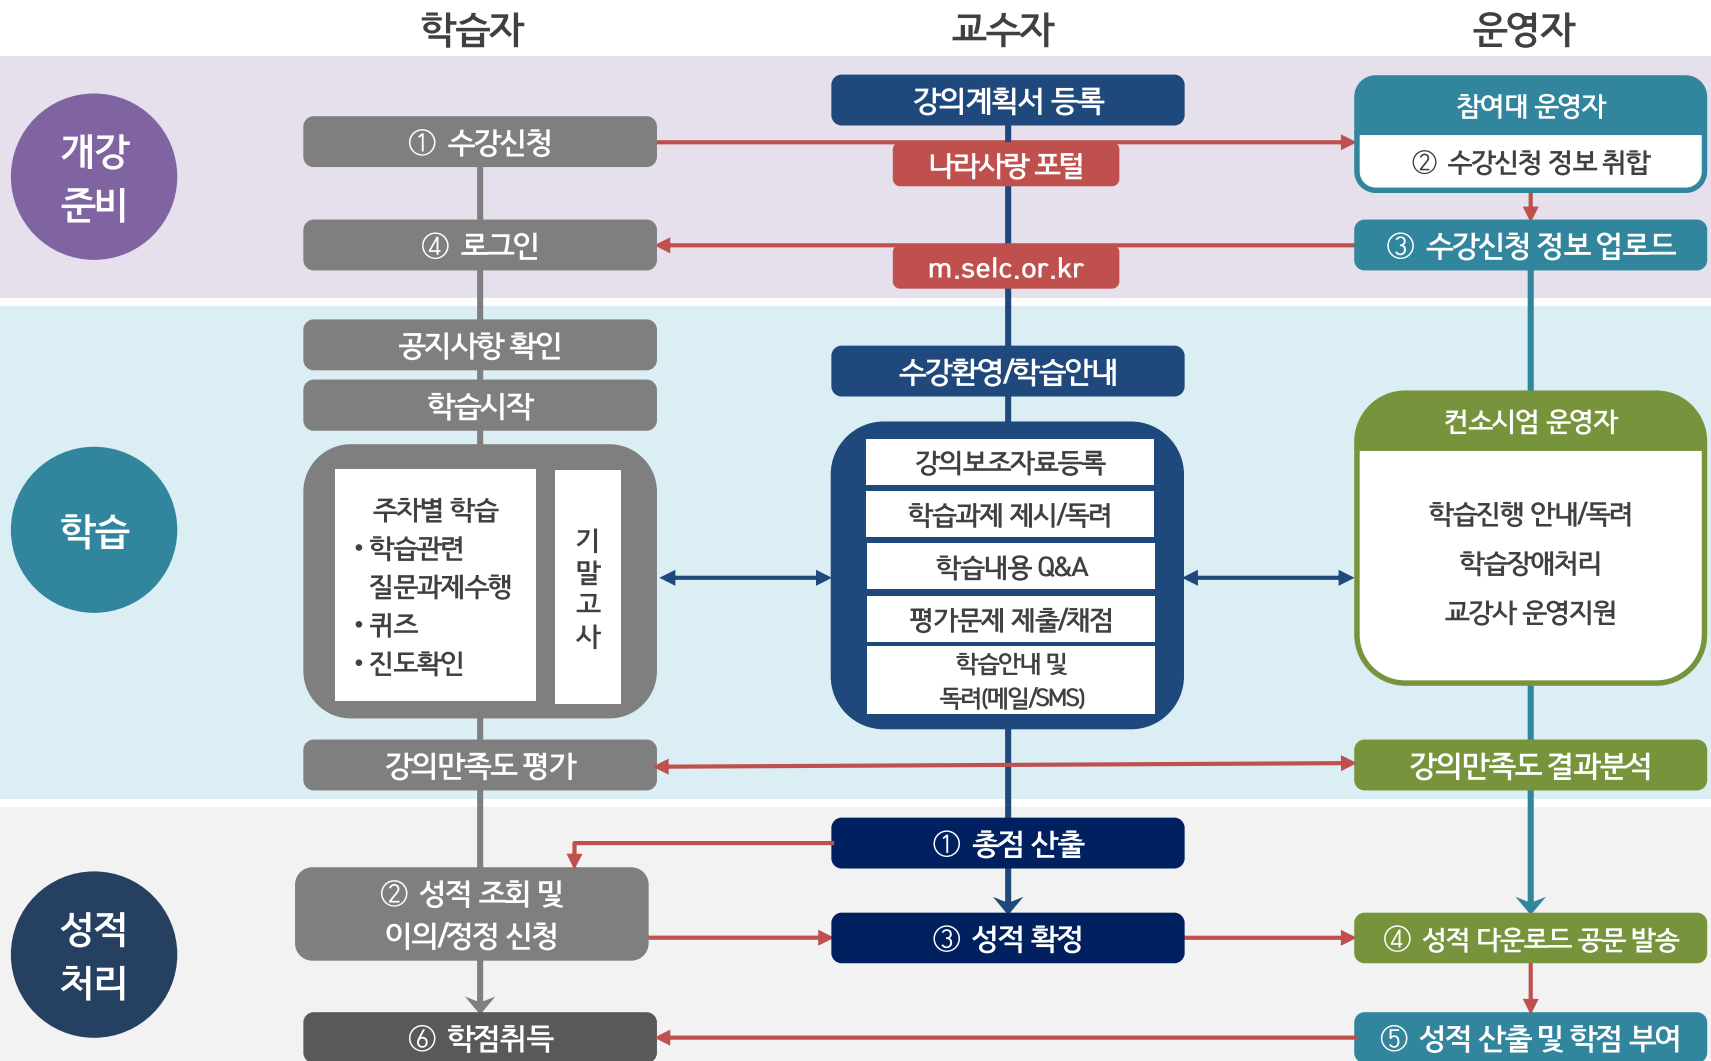 학습자
교수자
운영자
개강
준비
강의계획서 등록
참여대 운영자
① 수강신청
나라사랑 포털
② 수강신청 정보 취합
④ 로그인
m.selc.or.kr
③ 수강신청 정보 업로드
학습
공지사항 확인
학습시작
수강환영/학습안내
주차별 학습
• 학습관련
질문과제수행
• 퀴즈
• 진도확인
기
말
고
사
강의보조자료등록
학습과제 제시/독려
학습내용 Q&A
평가문제 제출/채점
학습안내 및
독려(메일/SMS)
컨소시엄 운영자
학습진행 안내/독려
학습장애처리
교강사 운영지원
강의만족도 평가
강의만족도 결과분석
성적
처리
① 총점 산출
② 성적 조회 및
이의/정정 신청
③ 성적 확정
④ 성적 다운로드 공문 발송
⑥ 학점취득
⑤ 성적 산출 및 학점 부여